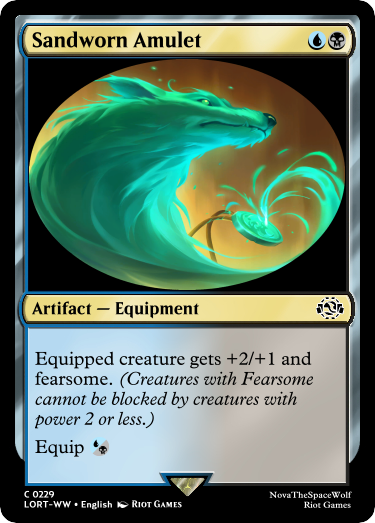 Sandworn Amulet
Artifact — Equipment
Equipped creature gets +2/+1 and
fearsome. (Creatures with Fearsome
cannot be blocked by creatures with
power 2 or less.)
Equip
C 0229
LORT-WW • English Riot Games
NovaTheSpaceWolf
Riot Games